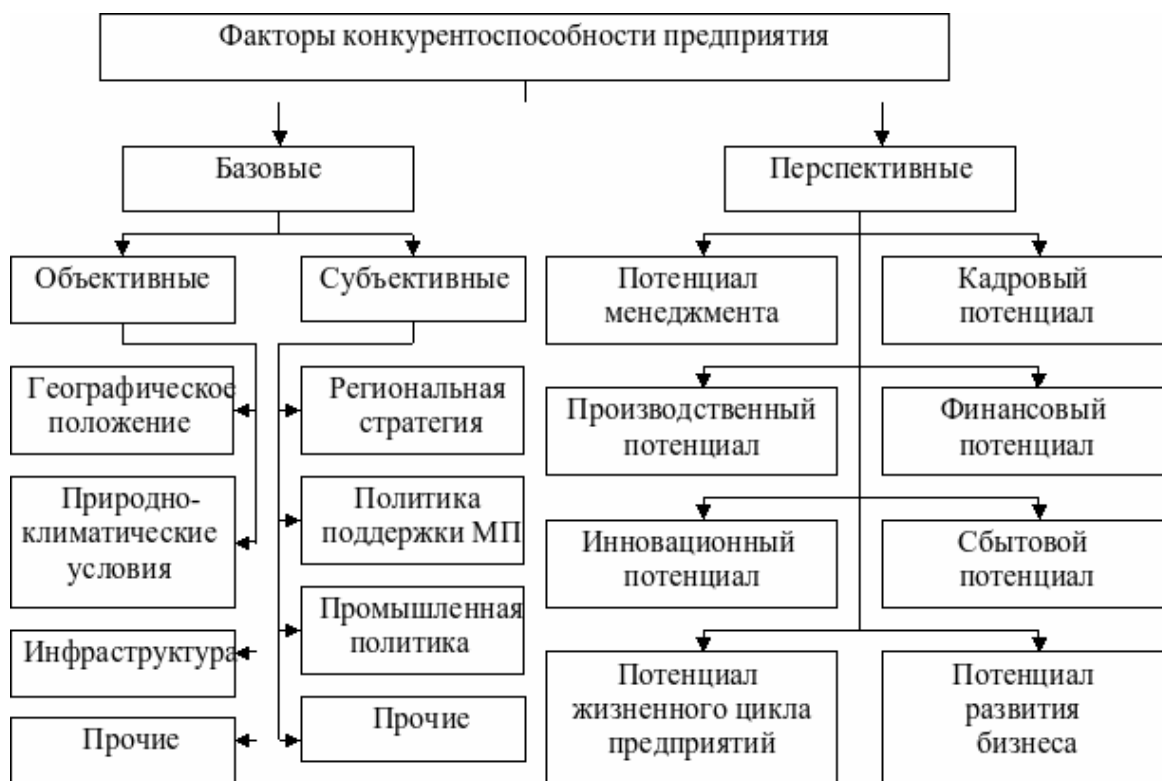 Факторы конкурентоспособности предприятия
Базовые
Перспективные
Объективные
Субъективные
Потенциал
менеджмента
Кадровый
потенциал
Географическое
положение
Региональная
стратегия
Производственный
потенциал
Финансовый
потенциал
Природно-
климатические
условия
Политика
поддержки МП
Инновационный
потенциал
Сбытовой
потенциал
Инфраструктура
Промышленная
политика
Потенциал
жизненного цикла
предприятий
Потенциал
развития
бизнеса
Прочие
Прочие